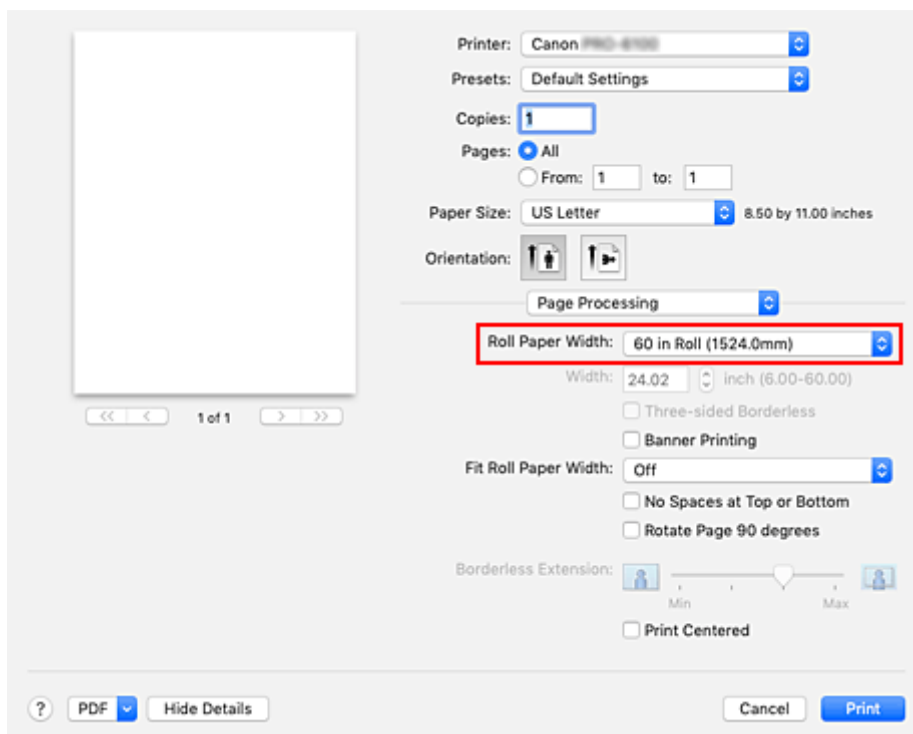 Printer: Canon
Presets: Default Settings
Copies: 1
Pages: All
From: 1 to: 1
Paper Size: US Letter 8.50 by 11.00 inches
Orientation:
Page Processing
Roll Paper Width: 60 in Roll (1524.0mm)
Width: 24.02 inch (6.00-60.00)
Three-sided Borderless
<< < 1 of 1 > >>
Banner Printing
Fit Roll Paper Width: Off
No Spaces at Top or Bottom
Rotate Page 90 degrees
Borderless Extension:
Min Max
Print Centered
? PDF Hide Details Cancel Print